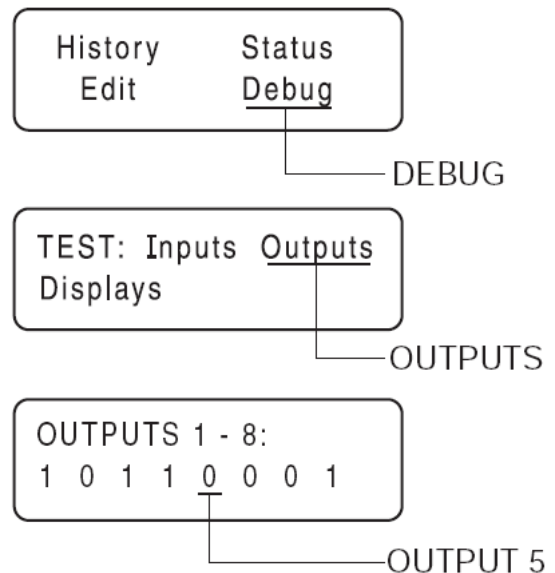 History Status
Edit Debug
DEBUG
TEST: Inputs Outputs
Displays
OUTPUTS
OUTPUTS 1 - 8:
1 0 1 1 0 0 0 1
OUTPUT 5